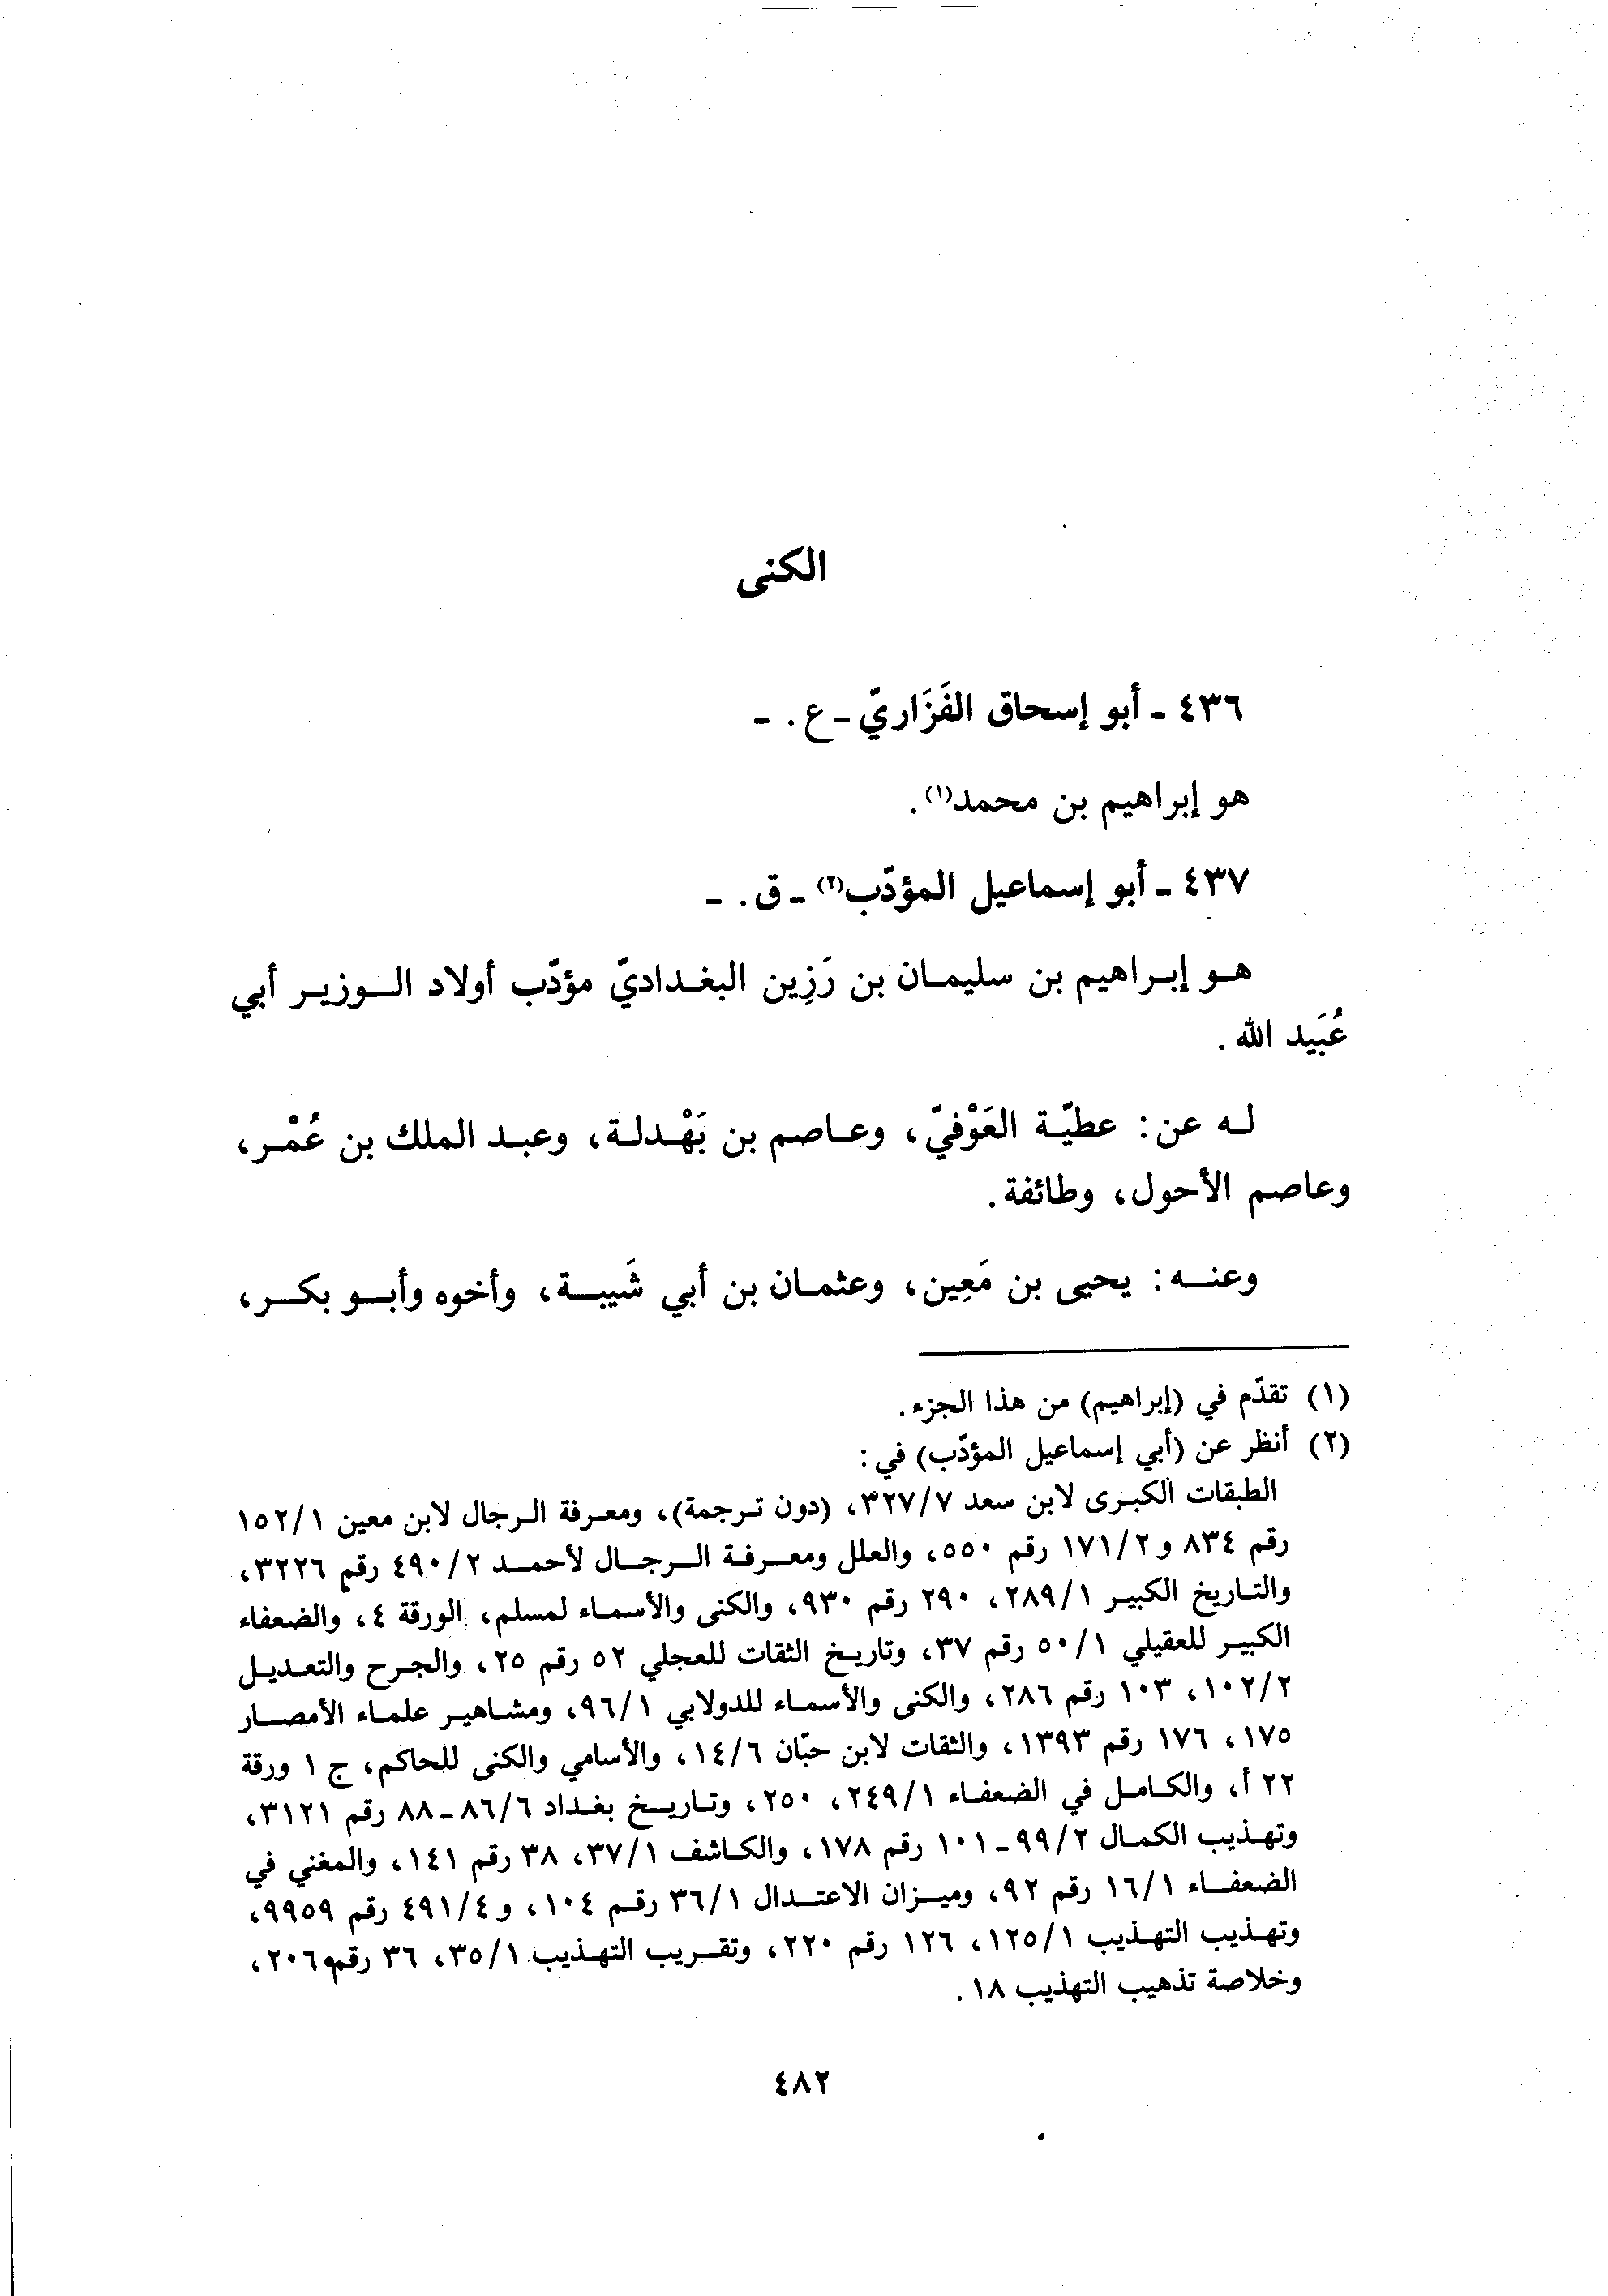 الكنى
٤٣٦ - أبو إسحاق الفَزَاريّ - ع. -
هو إبراهيم بن محمد(١).
٤٣٧ - أبو إسماعيل المؤدّب(٢) - ق. -
هو إبراهيم بن سليمان بن رَزِين البغداديّ مؤدّب أولاد الوزير أبي
عُبَيد الله.
له عن: عطيّة العَوْفيّ، وعاصم بن بَهْدلة، وعبد الملك بن عُمْر،
وعاصم الأحول، وطائفة.
وعنه: يحيى بن مَعِين، وعثمان بن أبي شَيبة، وأخوه وأبو بكر،
(١) تقدّم في (إبراهيم) من هذا الجزء.
(٢) أنظر عن (أبي إسماعيل المؤدّب) في:
الطبقات الكبرى لابن سعد ٣٢٧/٧، (دون ترجمة)، ومعرفة الرجال لابن معين ١٥٢/١
رقم ٨٣٤ و ١٧١/٢ رقم ٥٥٠، والعلل ومعرفة الرجال لأحمد ٤٩٠/٢ رقم ٣٢٢٦،
والتاريخ الكبير ٢٨٩/١، ٢٩٠ رقم ٩٣٠، والكنى والأسماء لمسلم، الورقة ٤، والضعفاء
الكبير للعقيلي ٥٠/١ رقم ٣٧، وتاريخ الثقات للعجلي ٥٢ رقم ٢٥، والجرح والتعديل
١٠٢/٢، ١٠٣ رقم ٢٨٦، والكنى والأسماء للدولابي ٩٦/١، ومشاهير علماء الأمصار
١٧٥، ١٧٦ رقم ١٣٩٣، والثقات لابن حبّان ١٤/٦، والأسامي والكنى للحاكم، ج ١ ورقة
٢٢ أ، والكامل في الضعفاء ٢٤٩/١، ٢٥٠، وتاريخ بغداد ٨٦/٦ - ٨٨ رقم ٣١٢١،
وتهذيب الكمال ٩٩/٢ - ١٠١ رقم ١٧٨، والكاشف ٣٧/١، ٣٨ رقم ١٤١، والمغني في
الضعفاء ١٦/١ رقم ٩٢، وميزان الاعتدال ٣٦/١ رقم ١٠٤، و ٤٩١/٤ رقم ٩٩٥٩،
وتهذيب التهذيب ١٢٥/١، ١٢٦ رقم ٢٢٠، وتقريب التهذيب ٣٥/١، ٣٦ رقم ٢٠٦،
وخلاصة تذهيب التهذيب ١٨.
٤٨٢